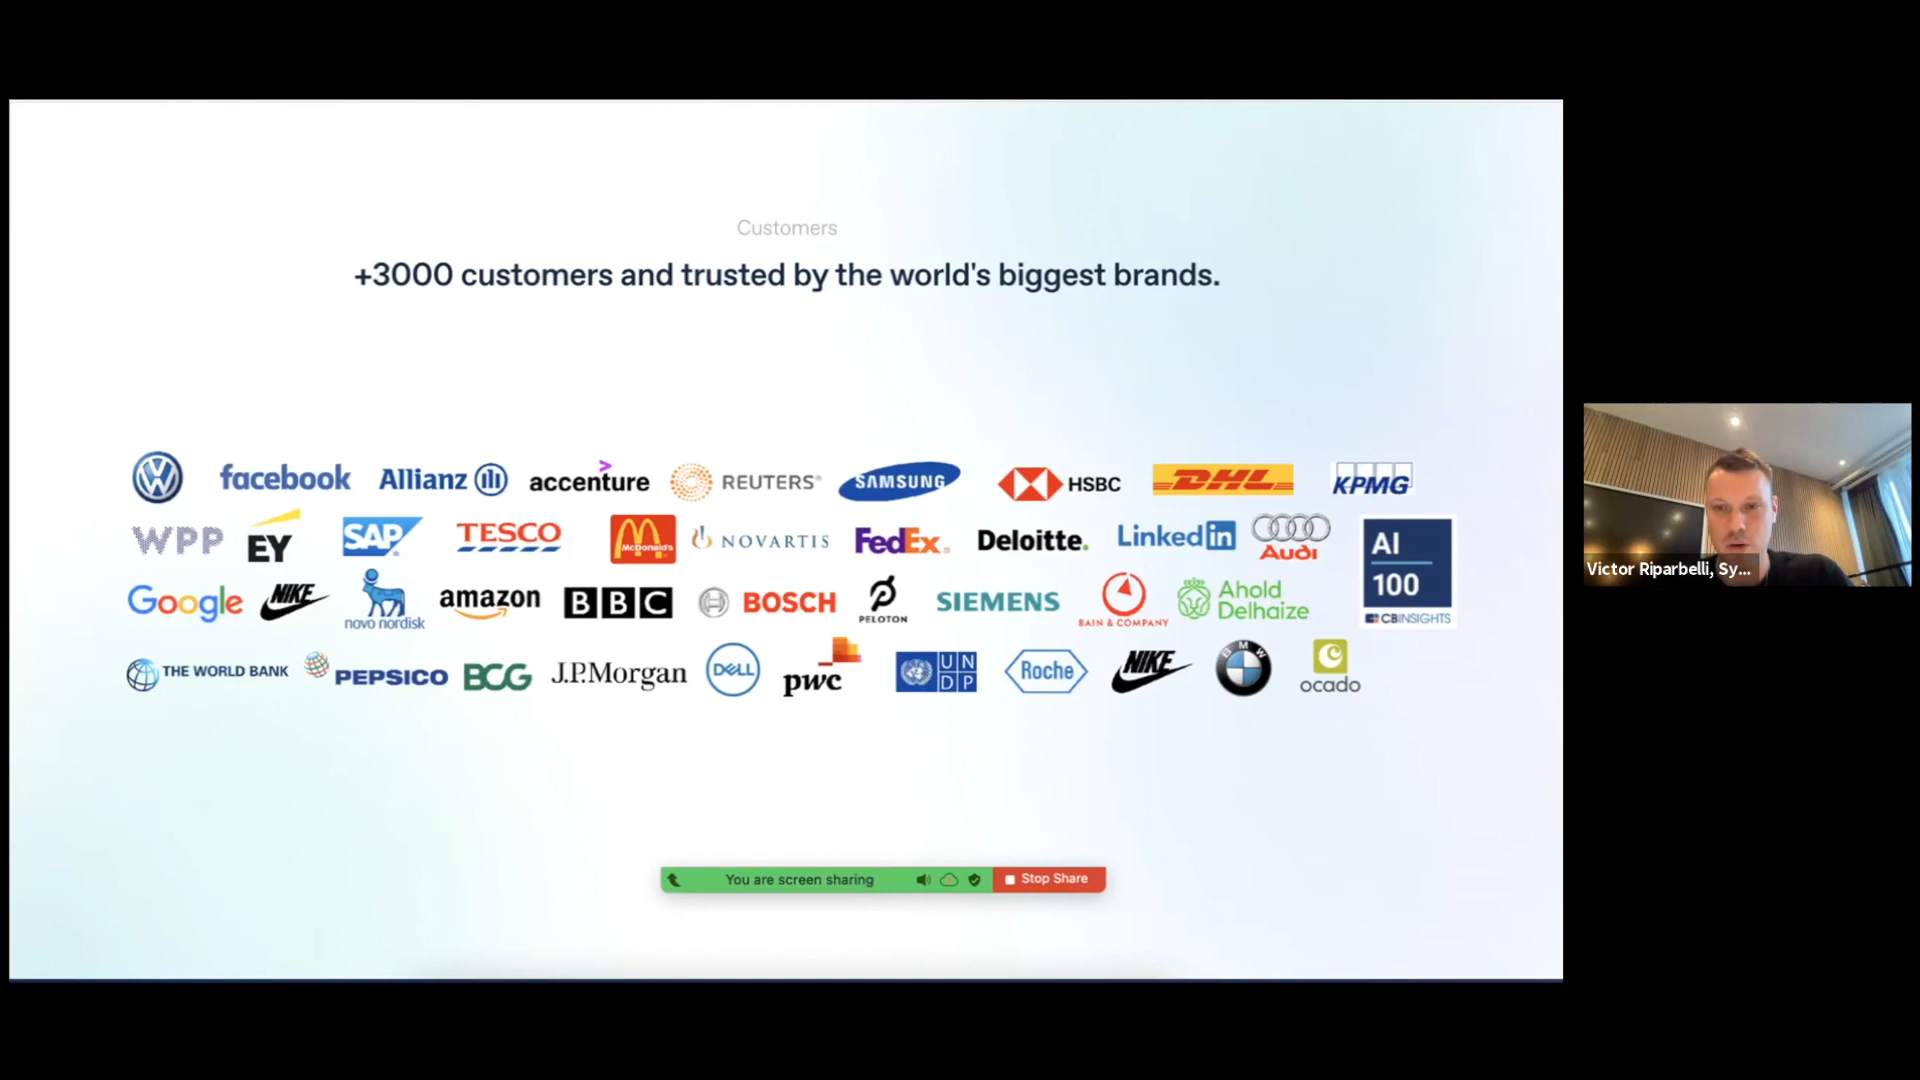 Customers
+3000 customers and trusted by the world's biggest brands.
facebook Allianz accenture REUTERS® SAMSUNG HSBC DHL KPMG
WPP EY SAP® TESCO McDonald's NOVARTIS FedEx® Deloitte. Linkedin Audi
AI
100
CBINSIGHTS
Google NIKE novo nordisk amazon BBC BOSCH PELOTON SIEMENS BAIN & COMPANY Ahold Delhaize
THE WORLD BANK PEPSICO BCG J.P.Morgan DELL pwc UNDP Roche NIKE BMW ocado
You are screen sharing Stop Share
Victor Riparbelli, Sy...